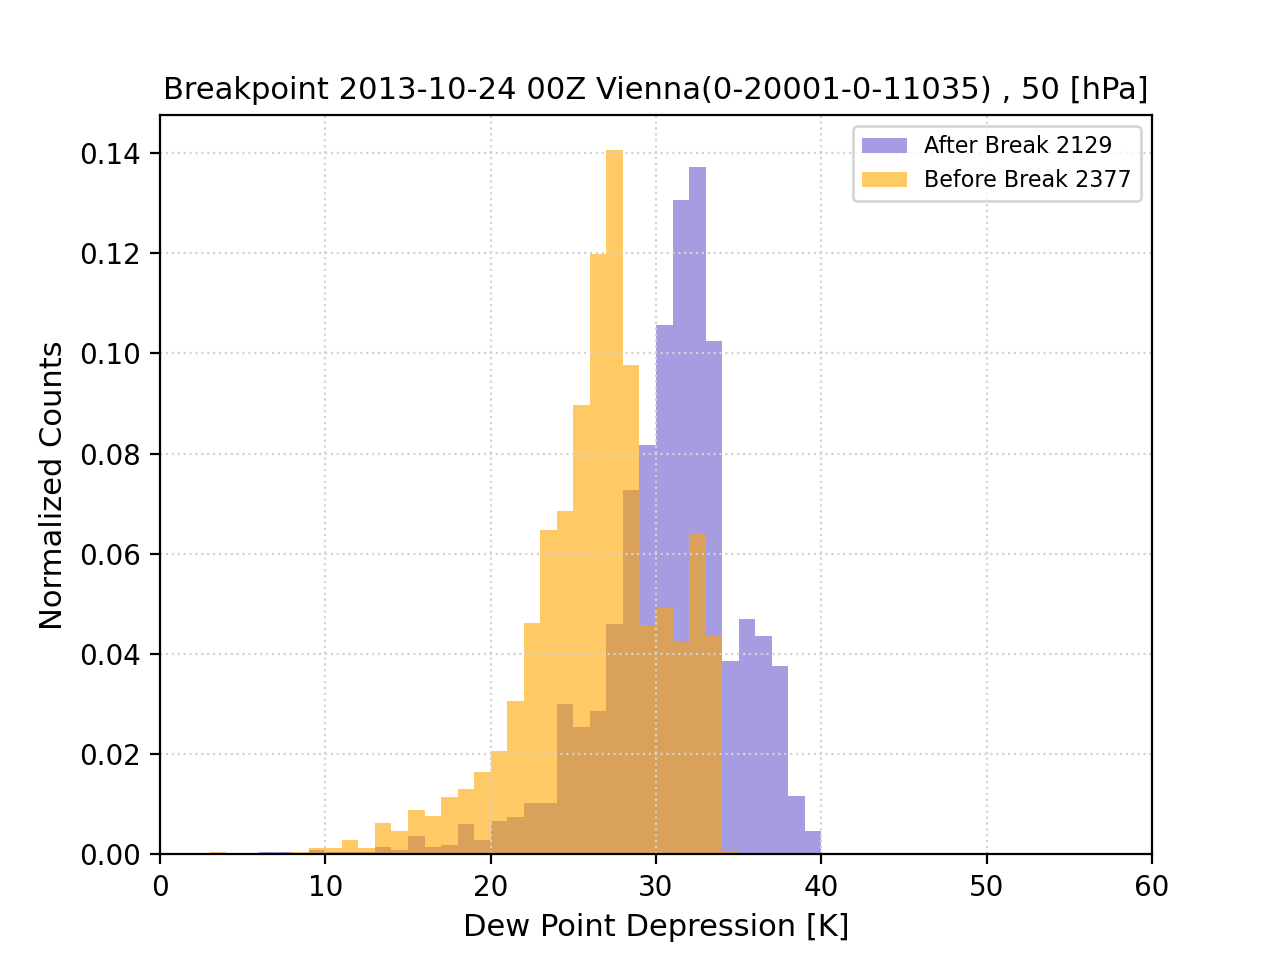 Breakpoint 2013-10-24 00Z Vienna(0-20001-0-11035) , 50 [hPa]
After Break 2129
Before Break 2377
0.14
0.12
0.10
0.08
0.06
0.04
0.02
0.00
Normalized Counts
0 10 20 30 40 50 60
Dew Point Depression [K]